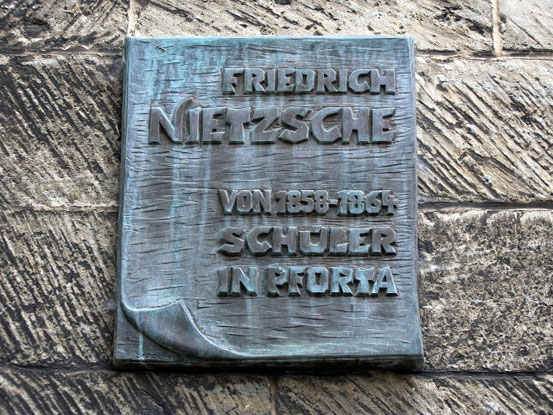 FRIEDRICH
NIETZSCHE
VON 1858-1864
SCHÜLER
IN PFORTA